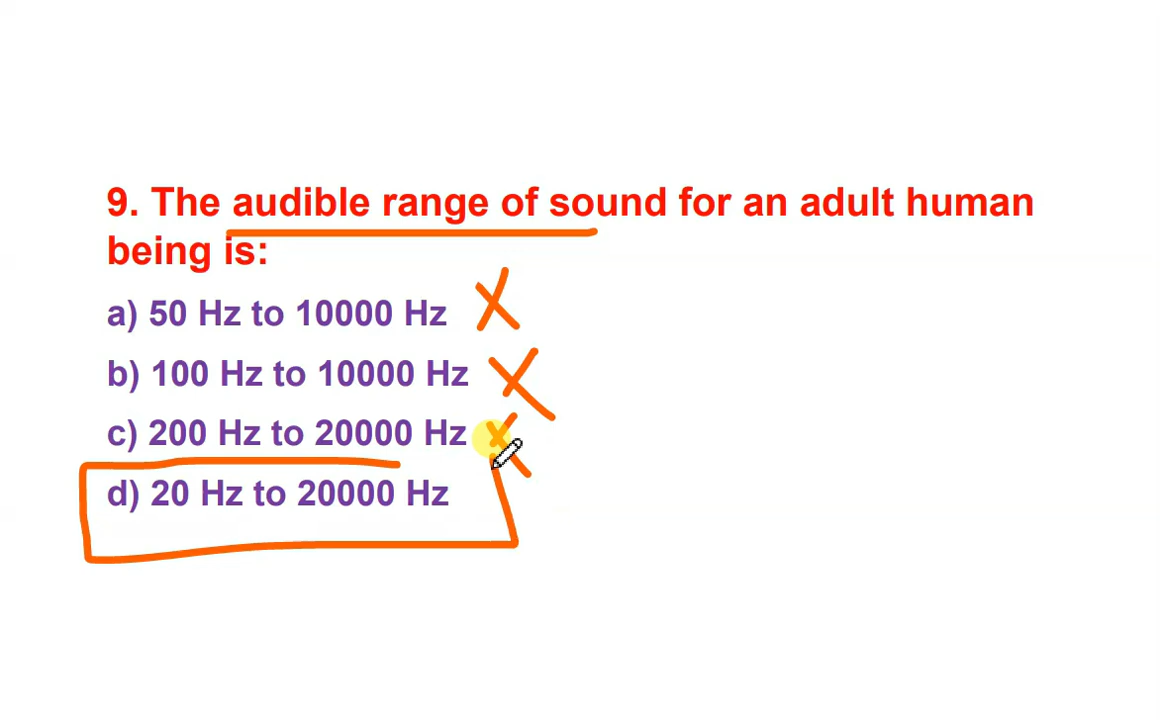 9. The audible range of sound for an adult human
being is:
a) 50 Hz to 10000 Hz
b) 100 Hz to 10000 Hz
c) 200 Hz to 20000 Hz
d) 20 Hz to 20000 Hz